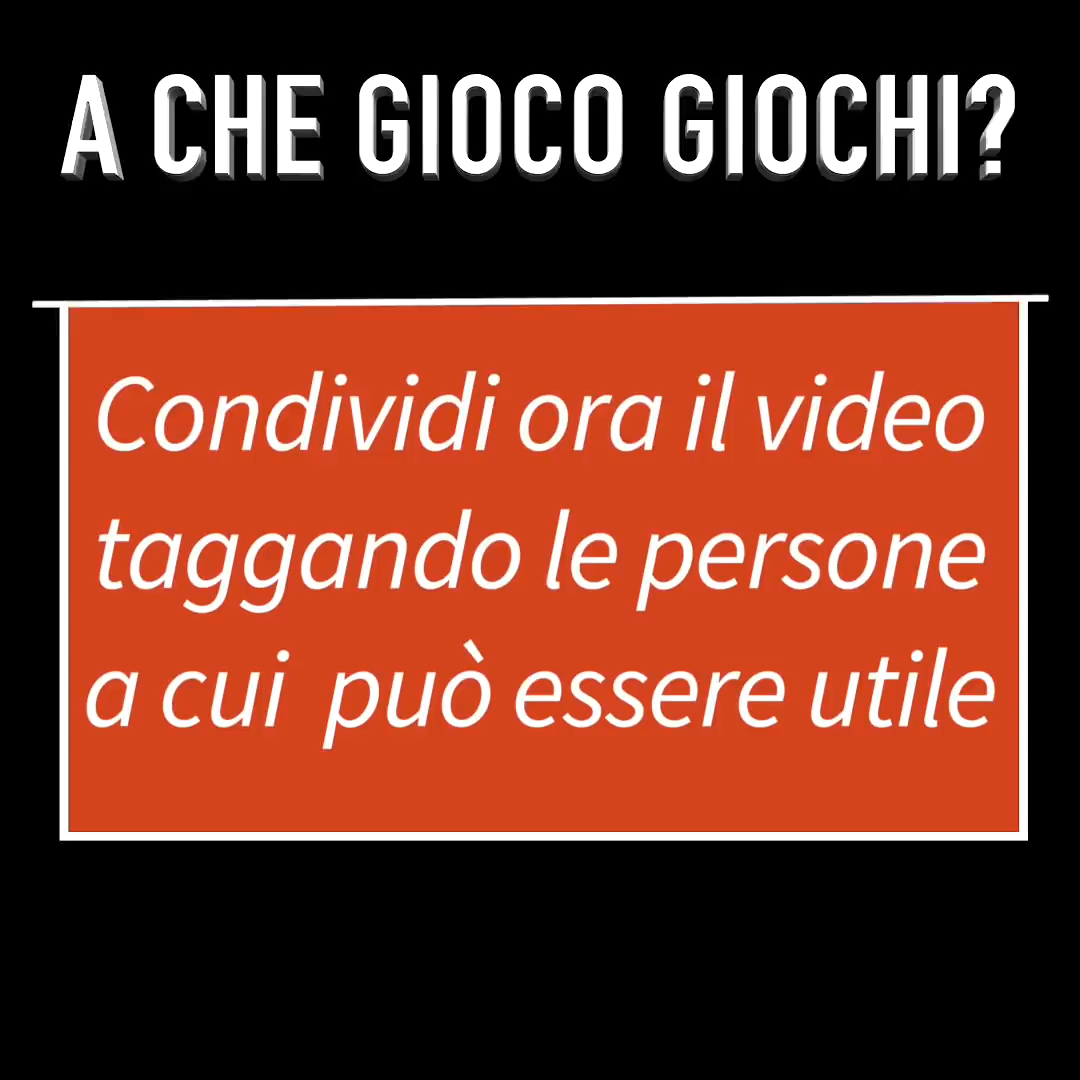 A CHE GIOCO GIOCHI?
Condividi ora il video
taggando le persone
a cui può essere utile